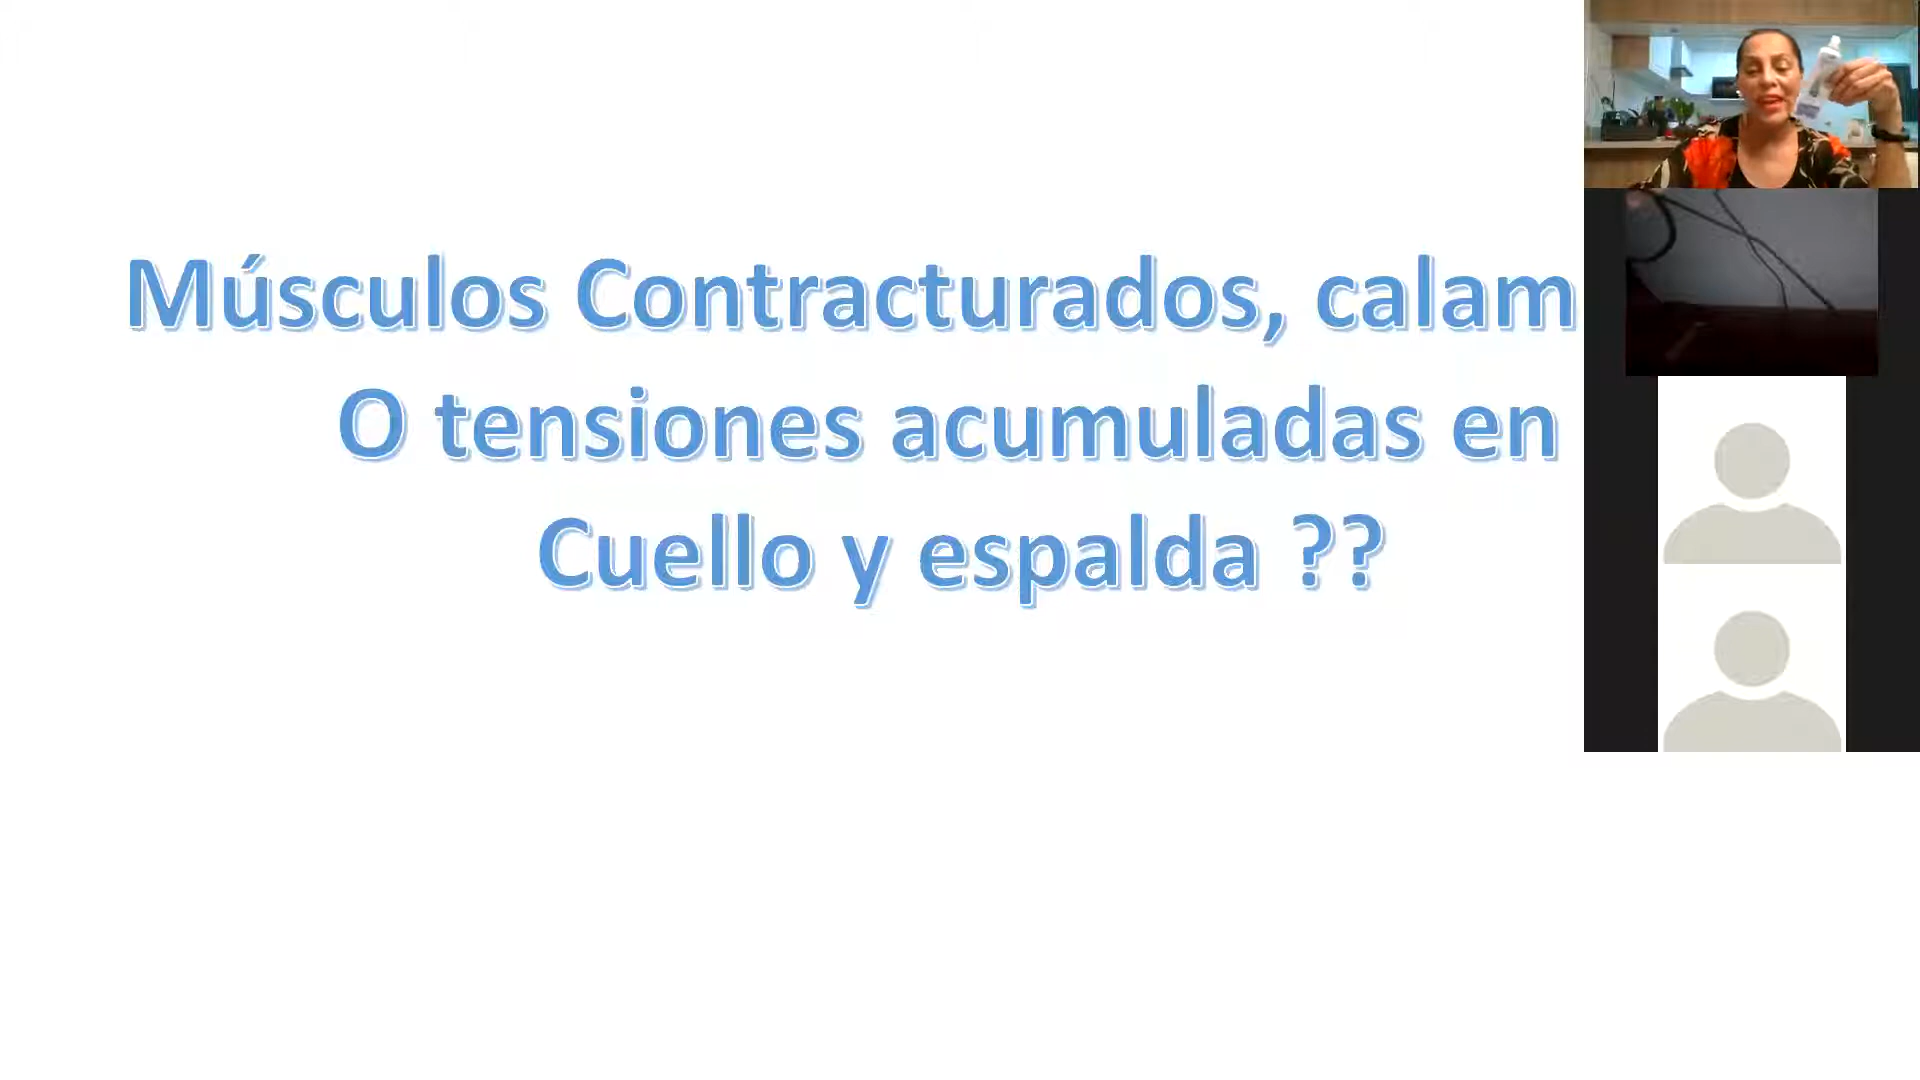 Músculos Contracturados, calam
O tensiones acumuladas en
Cuello y espalda ??